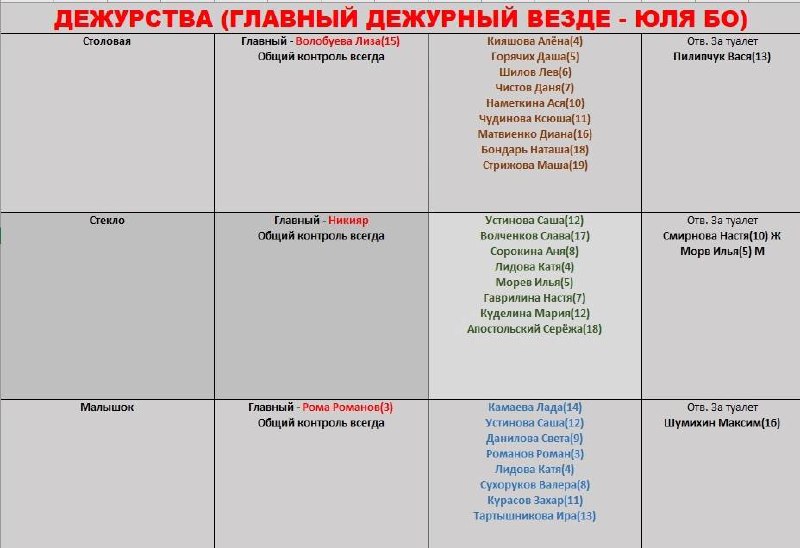 ДЕЖУРСТВА (ГЛАВНЫЙ ДЕЖУРНЫЙ ВЕЗДЕ - ЮЛЯ БО)
Столовая
Главный - Волобуева Лиза(15)
Общий контроль всегда
Кияшова Алёна(4)
Горячих Даша(5)
Шилов Лев(6)
Чистов Даня(7)
Наметкина Ася(10)
Чудинова Ксюша(11)
Матвиенко Диана(16)
Бондарь Наташа(18)
Стрижова Маша(19)
Отв. За туалет
Пилипчук Вася(13)
Стекло
Главный - Никияр
Общий контроль всегда
Устинова Саша(12)
Волченков Слава(17)
Сорокина Аня(8)
Лидова Катя(4)
Морев Илья(5)
Гаврилина Настя(7)
Куделина Мария(12)
Апостольский Серёжа(18)
Отв. За туалет
Смирнова Настя(10) Ж
Морв Илья(5) М
Малышок
Главный - Рома Романов(3)
Общий контроль всегда
Камаева Лада(14)
Устинова Саша(12)
Данилова Света(9)
Романов Роман(3)
Лидова Катя(4)
Сухоруков Валера(8)
Курасов Захар(11)
Тартышникова Ира(13)
Отв. За туалет
Шумихин Максим(16)